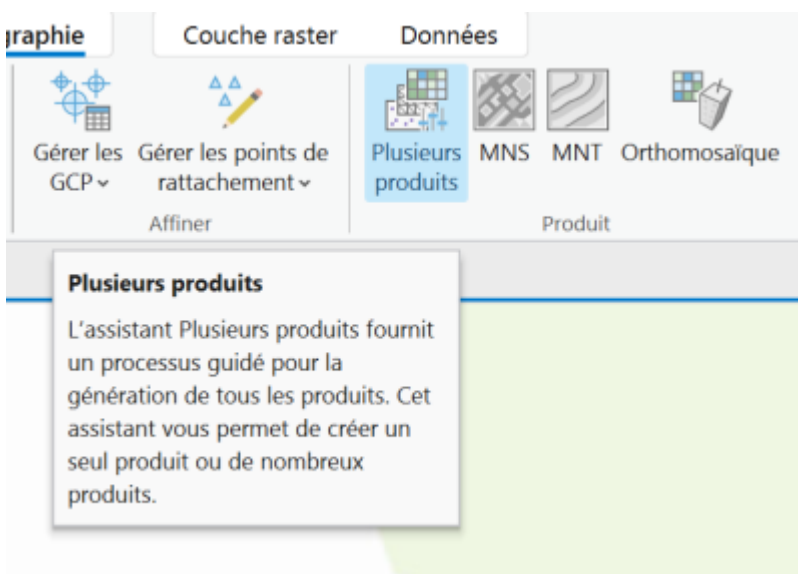 graphie Couche raster Données
Gérer les GCP
Gérer les points de rattachement
Plusieurs produits
MNS
MNT
Orthomosaïque
Affiner
Produit
Plusieurs produits
L'assistant Plusieurs produits fournit
un processus guidé pour la
génération de tous les produits. Cet
assistant vous permet de créer un
seul produit ou de nombreux
produits.